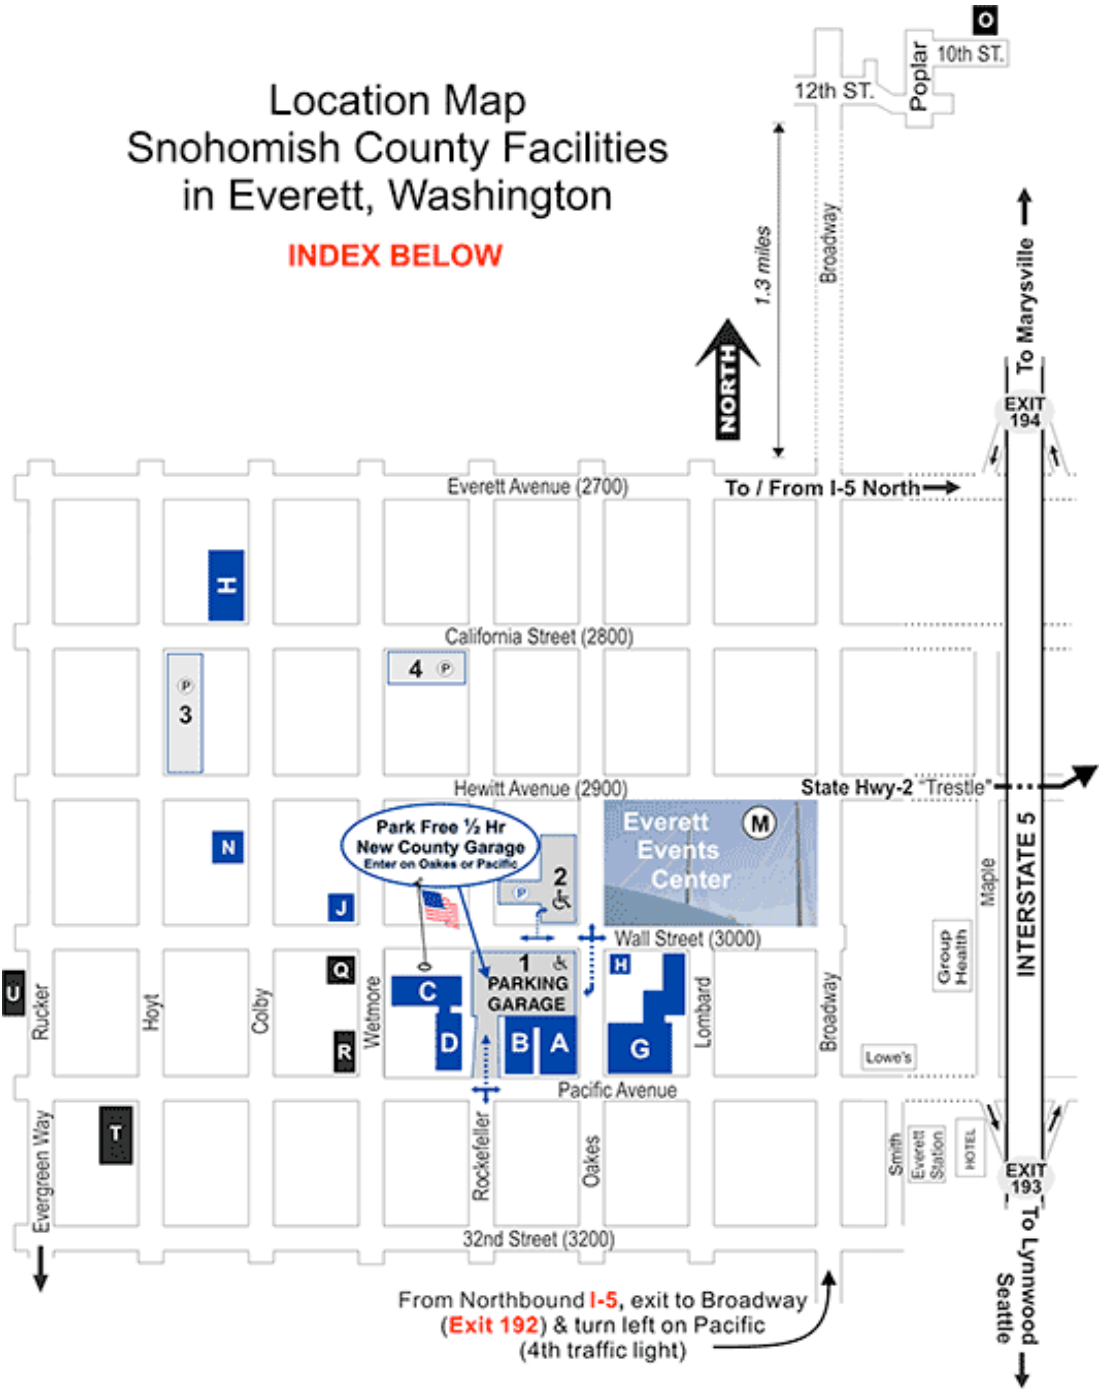 O
10th ST.
Poplar
12th ST.
Location Map
Snohomish County Facilities
in Everett, Washington
INDEX BELOW
Broadway
1.3 miles
NORTH
To Marysville
EXIT
194
Everett Avenue (2700)
To / From I-5 North
H
California Street (2800)
4 P
P
3
Hewitt Avenue (2900)
State Hwy-2 “Trestle”
Park Free ½ Hr
New County Garage
Enter on Oakes or Pacific
Everett
Events
Center
M
N
J
2
P
Maple
INTERSTATE 5
Wall Street (3000)
Group
Health
U
Rucker
Hoyt
Colby
Q
R
Wetmore
C
D
1
PARKING
GARAGE
B
A
H
G
Lombard
Broadway
Lowe's
Pacific Avenue
T
Evergreen Way
Rockefeller
Oakes
Smith
Everett
Station
HOTEL
EXIT
193
32nd Street (3200)
To Lynnwood
Seattle
From Northbound I-5, exit to Broadway
(Exit 192) & turn left on Pacific
(4th traffic light)